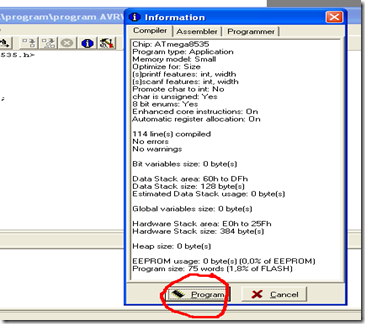 \program\program AVR\
Information
Compiler Assembler Programmer
535.h>
;
Chip: ATmega8535
Program type: Application
Memory model: Small
Optimize for: Size
(s)printf features: int, width
(s)scanf features: int, width
Promote char to int: No
char is unsigned: Yes
8 bit enums: Yes
Enhanced core instructions: On
Automatic register allocation: On
114 line(s) compiled
No errors
No warnings
Bit variables size: 0 byte(s)
Data Stack area: 60h to DFh
Data Stack size: 128 byte(s)
Estimated Data Stack usage: 0 byte(s)
Global variables size: 0 byte(s)
Hardware Stack area: E0h to 25Fh
Hardware Stack size: 384 byte(s)
Heap size: 0 byte(s)
EEPROM usage: 0 byte(s) (0,0% of EEPROM)
Program size: 75 words (1,8% of FLASH)
Program Cancel